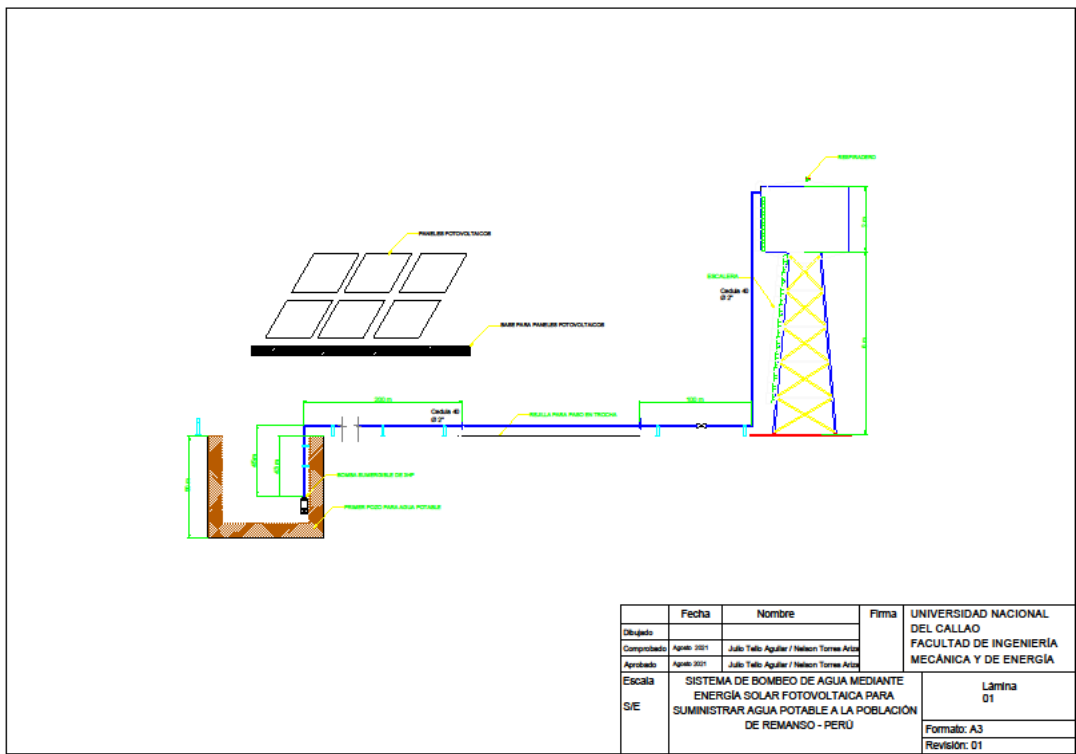 RESPIRADERO
PANELES FOTOVOLTAICOS
ESCALERA
Cedula 40
Ø 2"
BASE PARA PANELES FOTOVOLTAICOS
200 m
100 m
Cedula 40
Ø 2"
REJILLA PARA PASO EN TROCHA
BOMBA SUMERGIBLE DE 5HP
PRIMER POZO PARA AGUA POTABLE
Fecha Nombre Firma
UNIVERSIDAD NACIONAL
DEL CALLAO
FACULTAD DE INGENIERÍA
MECÁNICA Y DE ENERGÍA
Dibujado
Comprobado Agosto 2021 Julio Tello Aguilar / Nelson Torres Ariza
Aprobado Agosto 2021 Julio Tello Aguilar / Nelson Torres Ariza
Escala
S/E
SISTEMA DE BOMBEO DE AGUA MEDIANTE
ENERGÍA SOLAR FOTOVOLTAICA PARA
SUMINISTRAR AGUA POTABLE A LA POBLACIÓN
DE REMANSO - PERÚ
Lámina
01
Formato: A3
Revisión: 01